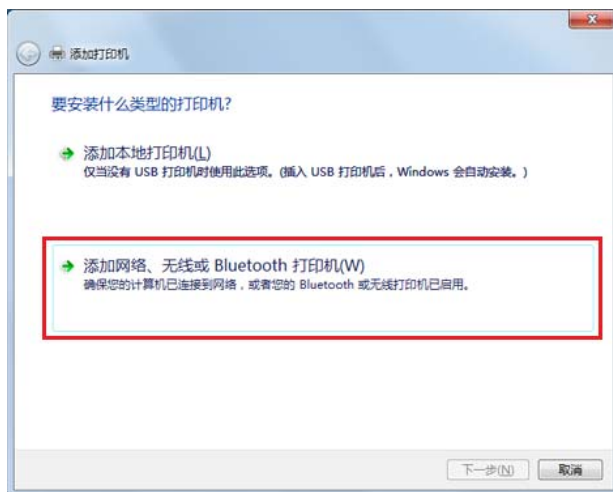 添加打印机
要安装什么类型的打印机?
添加本地打印机(L)
仅当没有 USB 打印机时使用此选项。(插入 USB 打印机后，Windows 会自动安装。)
添加网络、无线或 Bluetooth 打印机(W)
确保您的计算机已连接到网络，或者您的 Bluetooth 或无线打印机已启用。
下一步(N) 取消